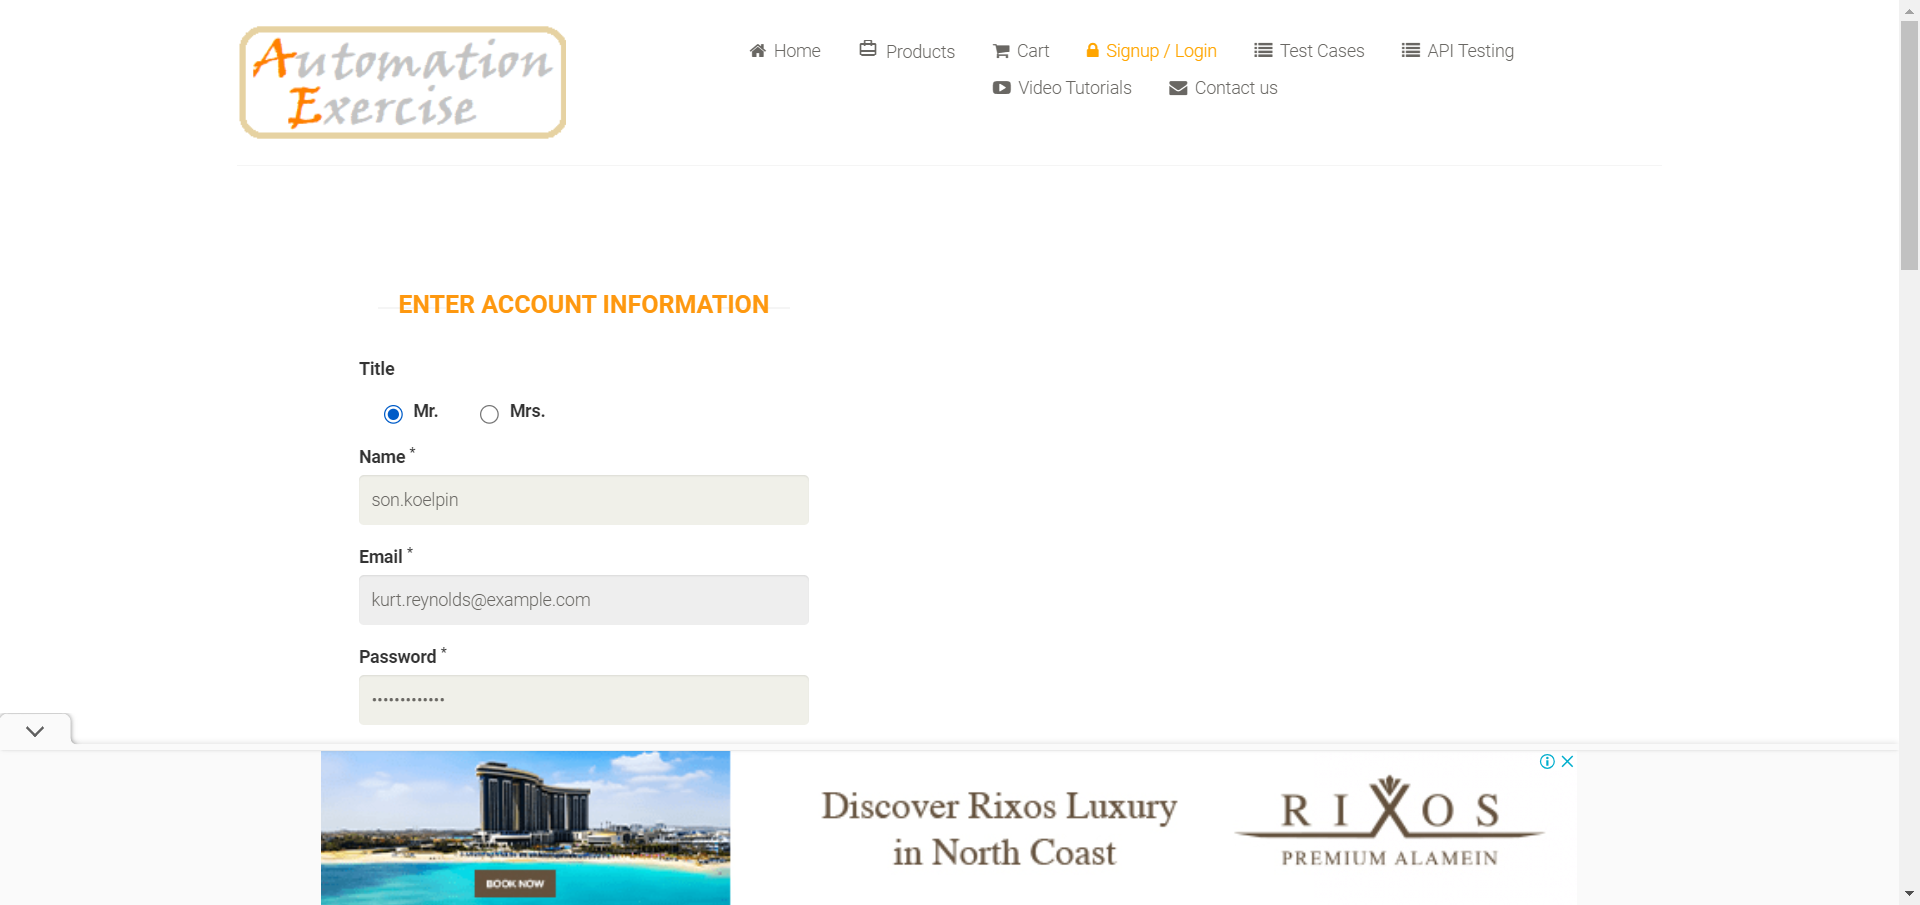 Automation
Exercise
Home
Products
Cart
Signup / Login
Test Cases
API Testing
Video Tutorials
Contact us
ENTER ACCOUNT INFORMATION
Title
Mr.
Mrs.
Name *
son.koelpin
Email *
kurt.reynolds@example.com
Password *
•••••••••••••
BOOK NOW
Discover Rixos Luxury
in North Coast
RIXOS
PREMIUM ALAMEIN